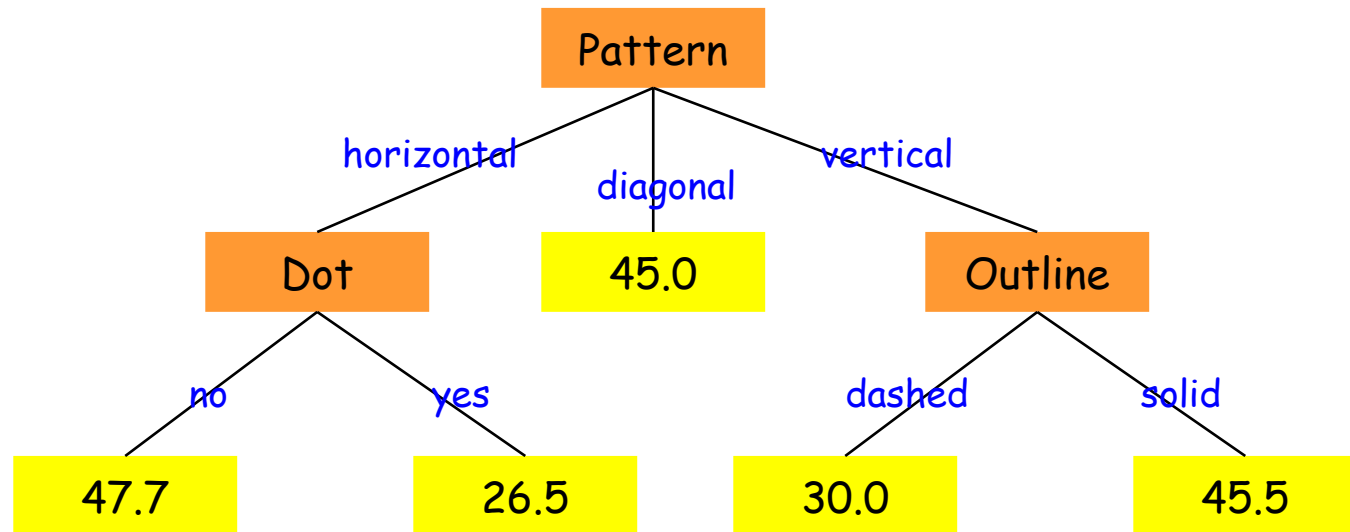 Pattern
horizontal
diagonal
vertical
Dot
45.0
Outline
no
yes
dashed
solid
47.7
26.5
30.0
45.5